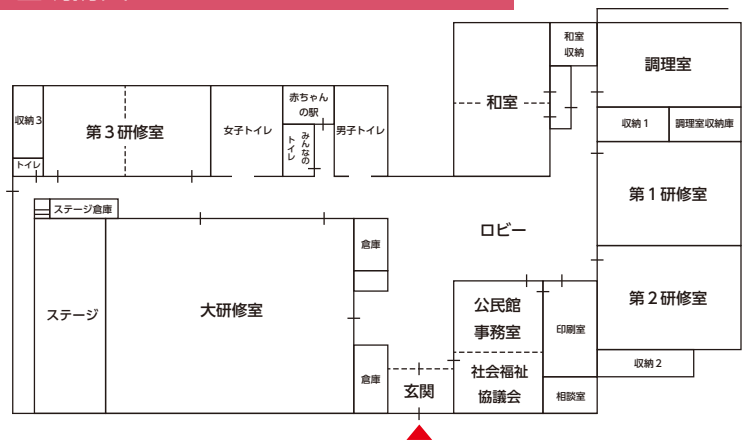 和室
収納
調理室
和室
収納1
調理室収納庫
赤ちゃん
の駅
収納3
第3研修室
女子トイレ
みんなの
トイレ
男子トイレ
トイレ
第1研修室
ステージ倉庫
ロビー
倉庫
ステージ
大研修室
公民館
事務室
印刷室
第2研修室
収納2
倉庫
玄関
社会福祉
協議会
相談室